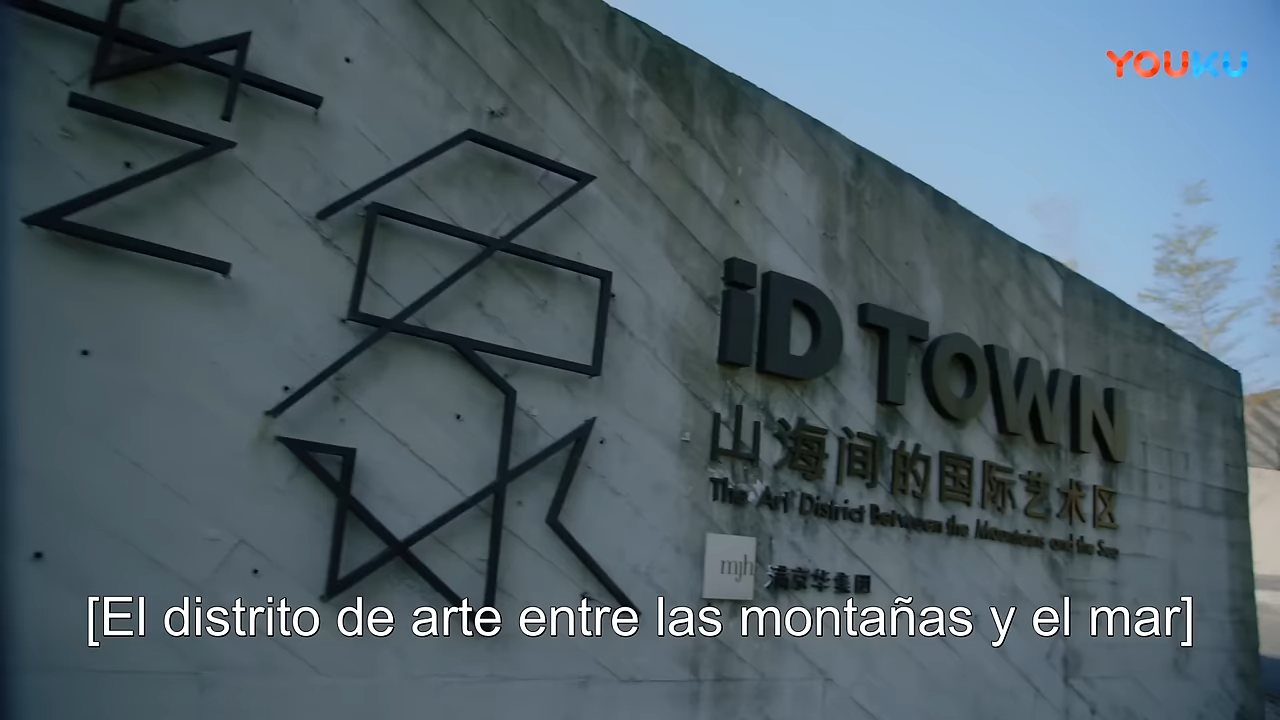 YOUKU
iD TOWN
山海间的国际艺术区
The Art District Between the Mountains and the Sea
mjh
满京华集团
[El distrito de arte entre las montañas y el mar]